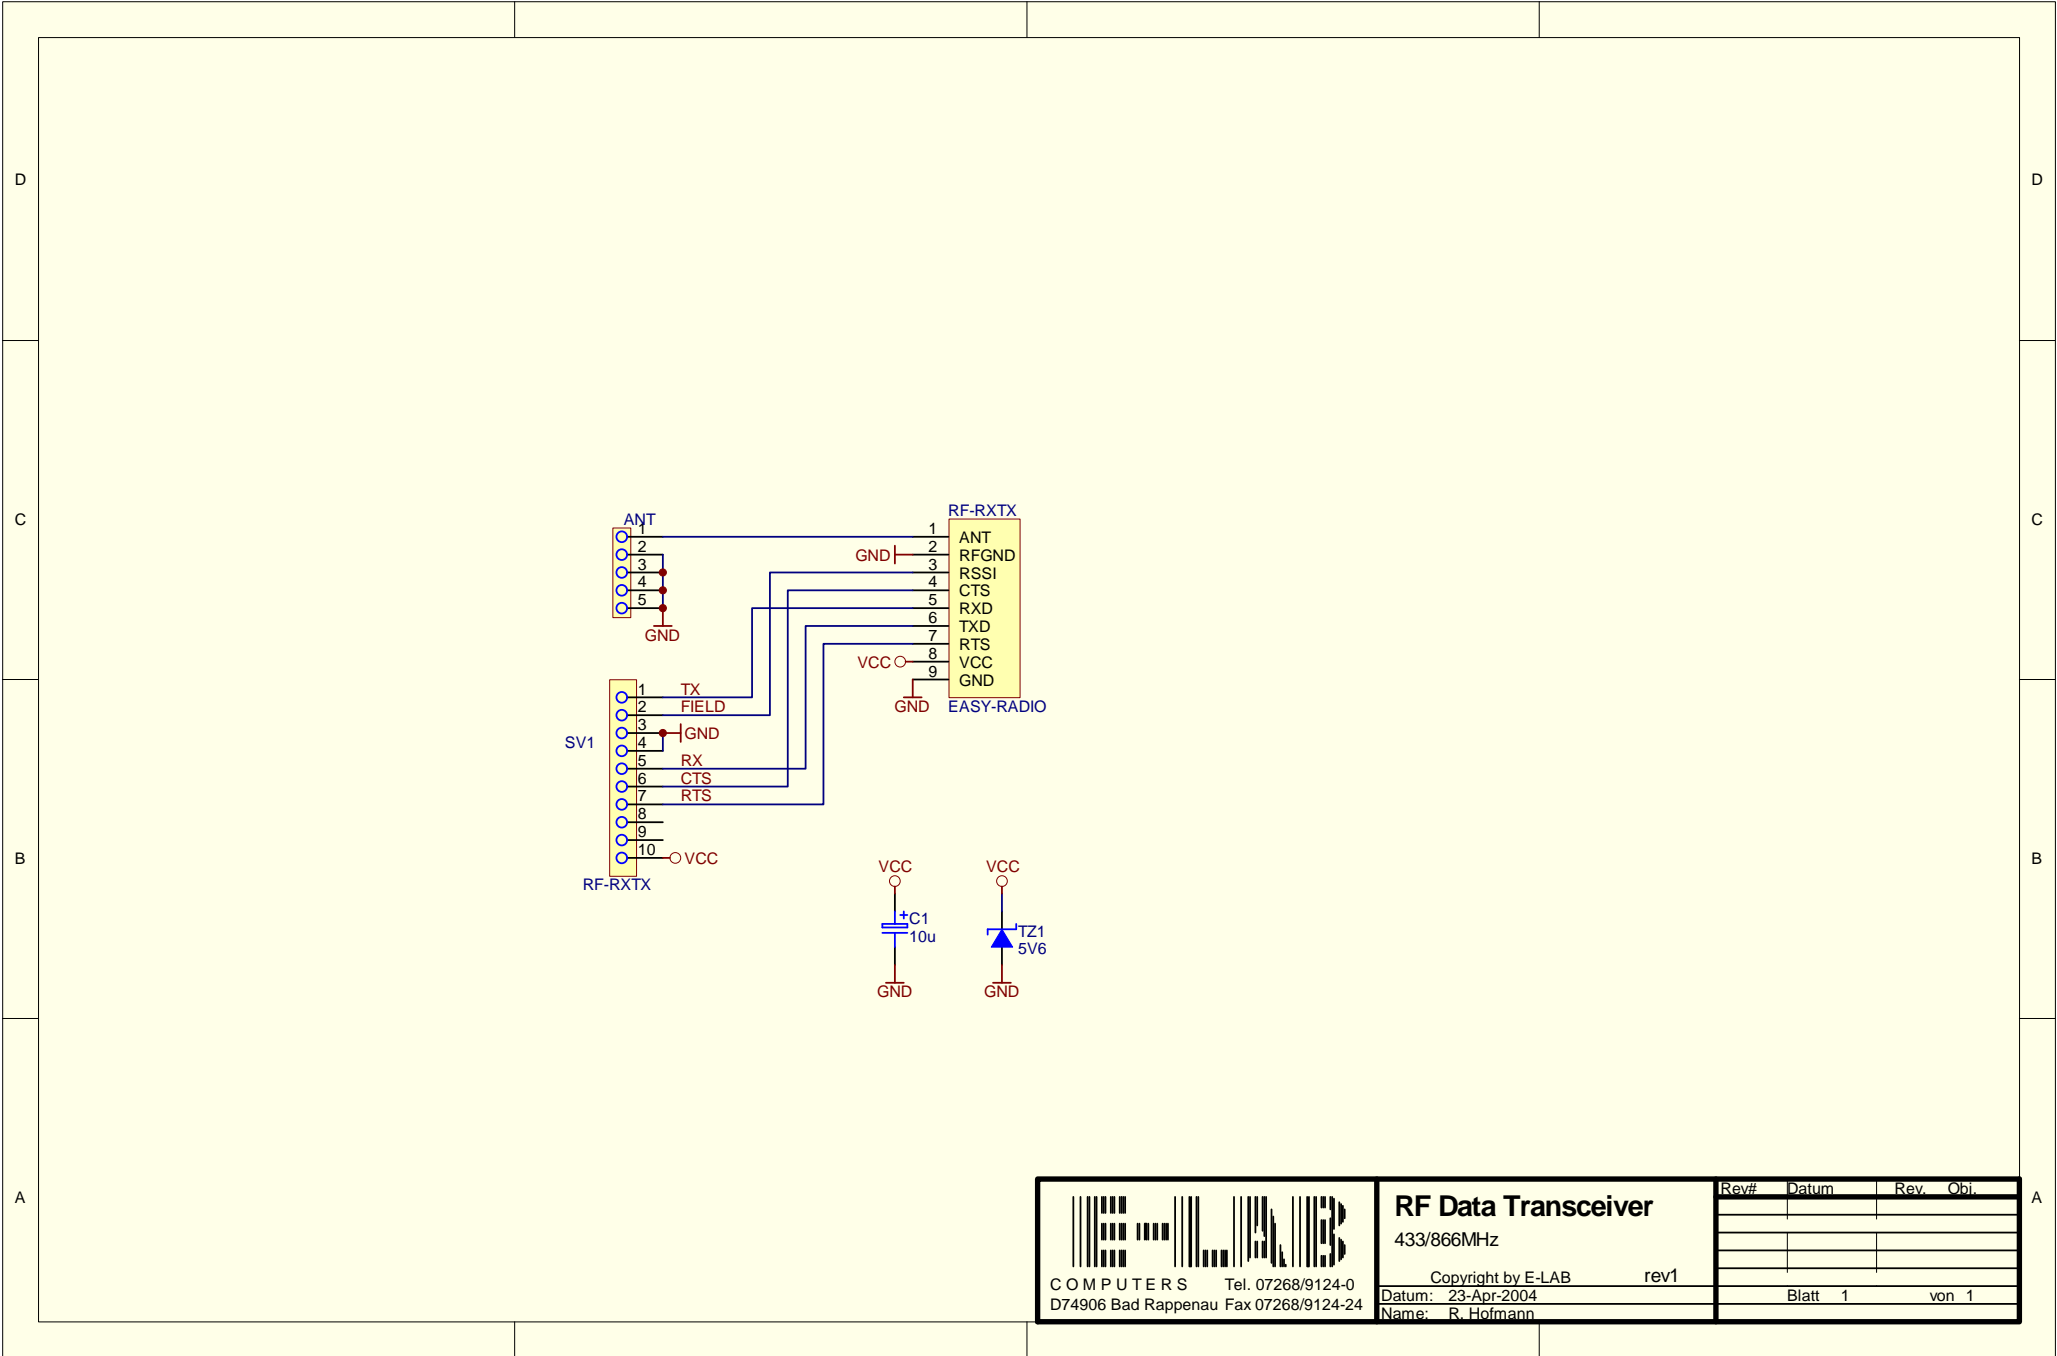 D
D
C
C
B
B
A
A
ANT
1
2
3
4
5
GND
RF-RXTX
1 ANT
GND 2 RFGND
3 RSSI
4 CTS
5 RXD
6 TXD
7 RTS
VCC 8 VCC
9 GND
GND
EASY-RADIO
SV1
1 TX
2 FIELD
3 GND
4
5 RX
6 CTS
7 RTS
8
9
10 VCC
RF-RXTX
VCC
+ C1
10u
GND
VCC
TZ1
5V6
GND
E-LAB
COMPUTERS Tel. 07268/9124-0
D74906 Bad Rappenau Fax 07268/9124-24
RF Data Transceiver
433/866MHz
Copyright by E-LAB rev1
Datum: 23-Apr-2004
Name: R. Hofmann
Rev# Datum Rev. Obj.
Blatt 1 von 1